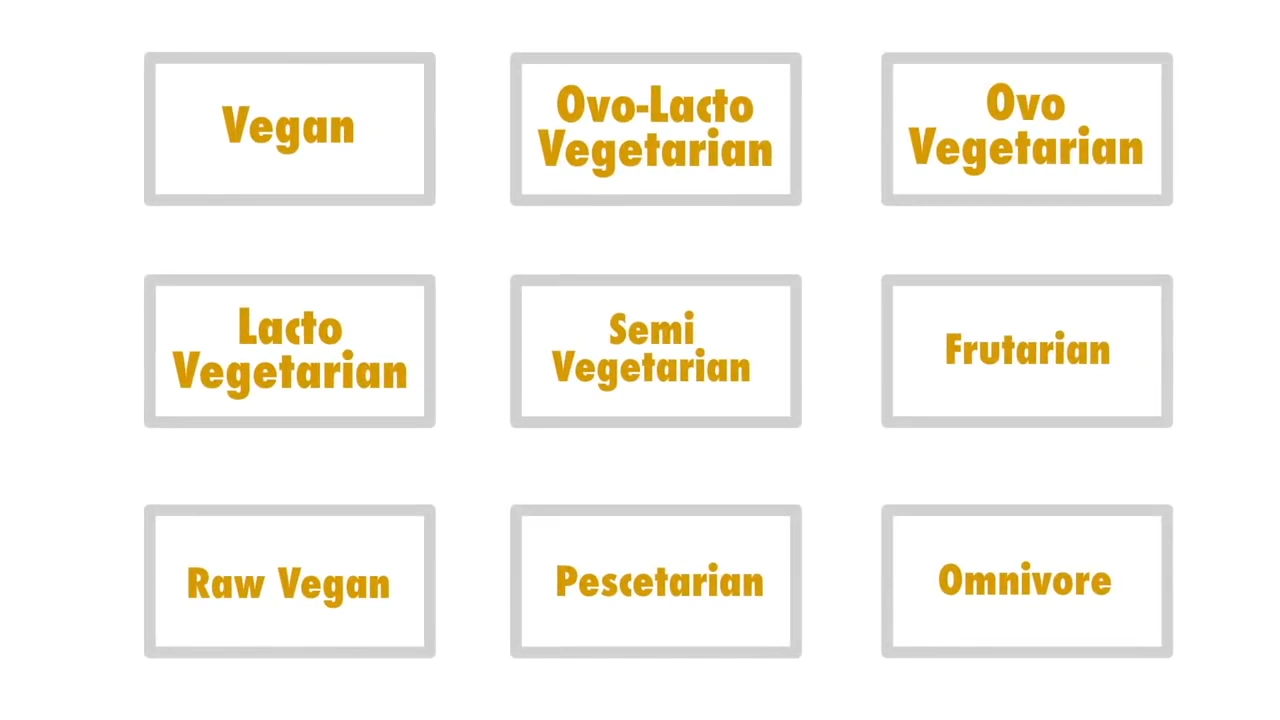 Vegan
Ovo-Lacto
Vegetarian
Ovo
Vegetarian
Lacto
Vegetarian
Semi
Vegetarian
Frutarian
Raw Vegan
Pescetarian
Omnivore